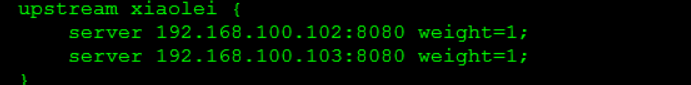 upstream xiaolei {
    server 192.168.100.102:8080 weight=1;
    server 192.168.100.103:8080 weight=1;
}